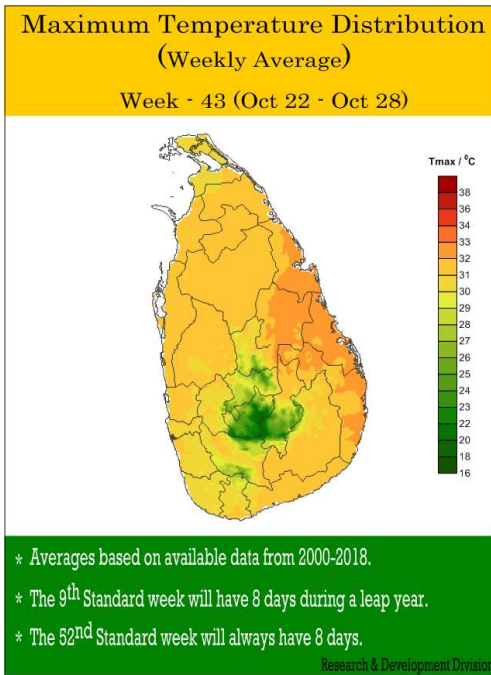 Maximum Temperature Distribution
(Weekly Average)
Week - 43 (Oct 22 - Oct 28)
Tmax / ⁰C
38
36
34
33
32
31
30
29
28
27
26
25
24
23
22
20
18
16
* Averages based on available data from 2000-2018.
* The 9th Standard week will have 8 days during a leap year.
* The 52nd Standard week will always have 8 days.
Research & Development Division